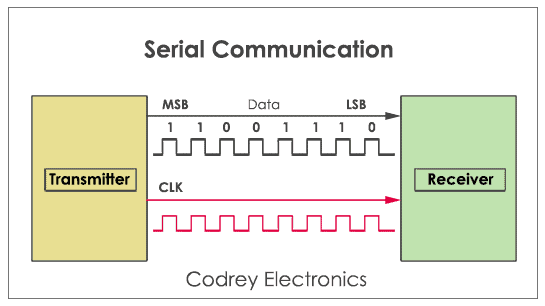 Serial Communication
MSB Data LSB
1 1 0 0 1 1 1 0
Transmitter
Receiver
CLK
Codrey Electronics